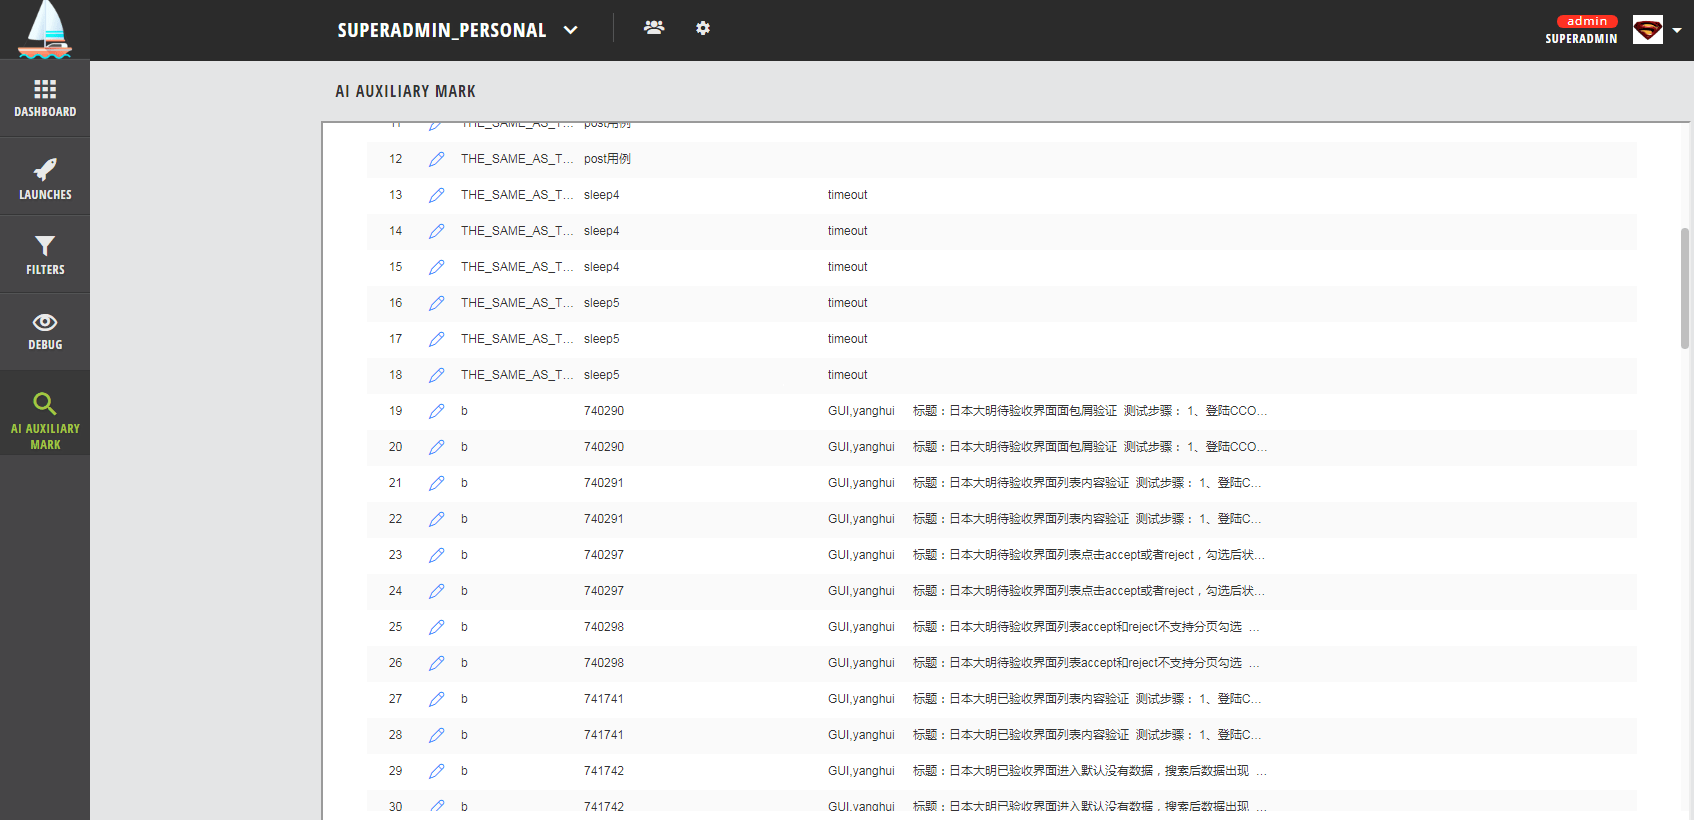 SUPERADMIN_PERSONAL
admin
SUPERADMIN
DASHBOARD
LAUNCHES
FILTERS
DEBUG
AI AUXILIARY
MARK
AI AUXILIARY MARK
11 THE_SAME_AS_T... post用例
12 THE_SAME_AS_T... post用例
13 THE_SAME_AS_T... sleep4 timeout
14 THE_SAME_AS_T... sleep4 timeout
15 THE_SAME_AS_T... sleep4 timeout
16 THE_SAME_AS_T... sleep5 timeout
17 THE_SAME_AS_T... sleep5 timeout
18 THE_SAME_AS_T... sleep5 timeout
19 b 740290 GUI,yanghui 标题：日本大明待验收界面面包屑验证 测试步骤： 1、登陆CCO...
20 b 740290 GUI,yanghui 标题：日本大明待验收界面面包屑验证 测试步骤： 1、登陆CCO...
21 b 740291 GUI,yanghui 标题：日本大明待验收界面列表内容验证 测试步骤： 1、登陆C...
22 b 740291 GUI,yanghui 标题：日本大明待验收界面列表内容验证 测试步骤： 1、登陆C...
23 b 740297 GUI,yanghui 标题：日本大明待验收界面列表点击accept或者reject，勾选后状...
24 b 740297 GUI,yanghui 标题：日本大明待验收界面列表点击accept或者reject，勾选后状...
25 b 740298 GUI,yanghui 标题：日本大明待验收界面列表accept和reject不支持分页勾选 ...
26 b 740298 GUI,yanghui 标题：日本大明待验收界面列表accept和reject不支持分页勾选 ...
27 b 741741 GUI,yanghui 标题：日本大明已验收界面列表内容验证 测试步骤： 1、登陆C...
28 b 741741 GUI,yanghui 标题：日本大明已验收界面列表内容验证 测试步骤： 1、登陆C...
29 b 741742 GUI,yanghui 标题：日本大明已验收界面进入默认没有数据，搜索后数据出现 ...
30 b 741742 GUI,yanghui 标题：日本大明已验收界面进入默认没有数据，搜索后数据出现 ...